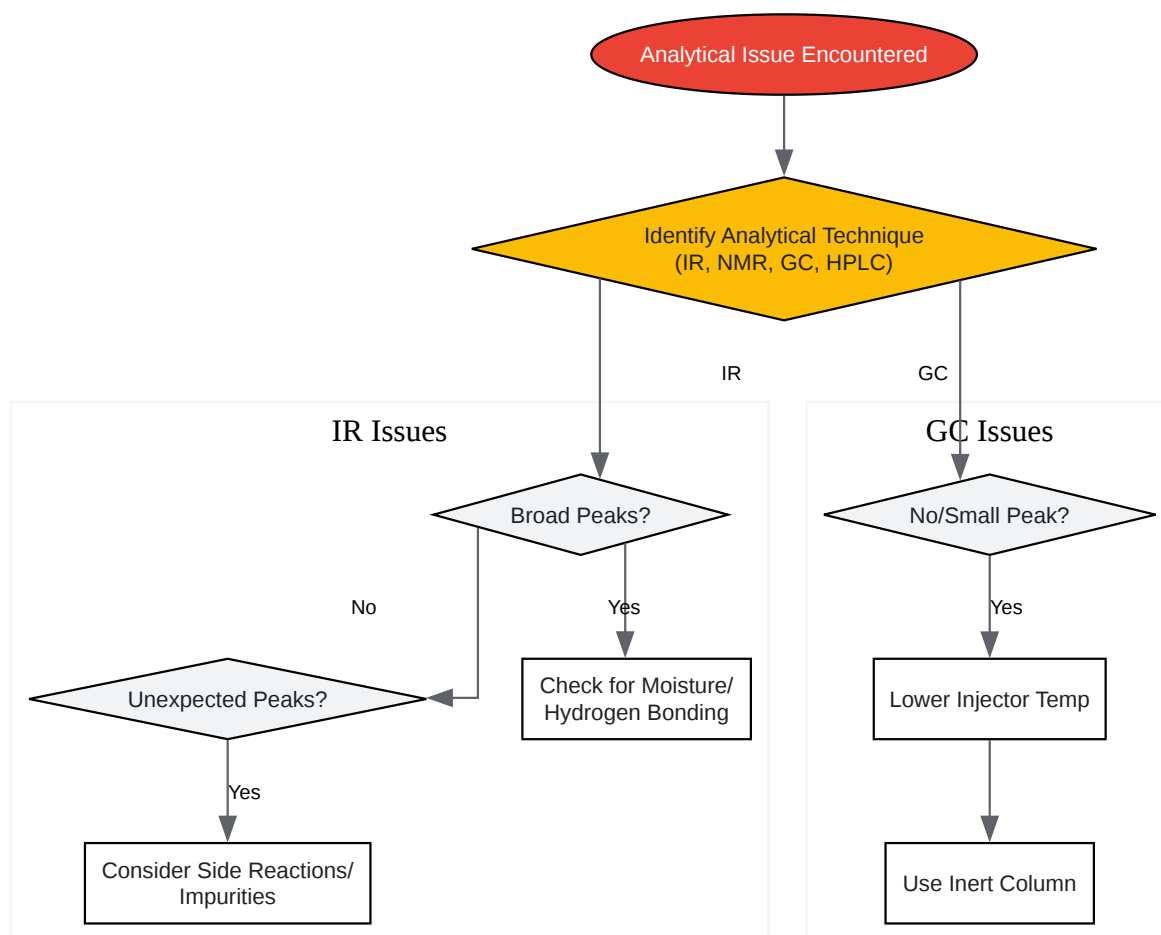 Analytical Issue Encountered
Identify Analytical Technique
(IR, NMR, GC, HPLC)
IR
GC
IR Issues
GC Issues
Broad Peaks?
No/Small Peak?
No
Yes
Yes
Unexpected Peaks?
Check for Moisture/
Hydrogen Bonding
Lower Injector Temp
Yes
Consider Side Reactions/
Impurities
Use Inert Column